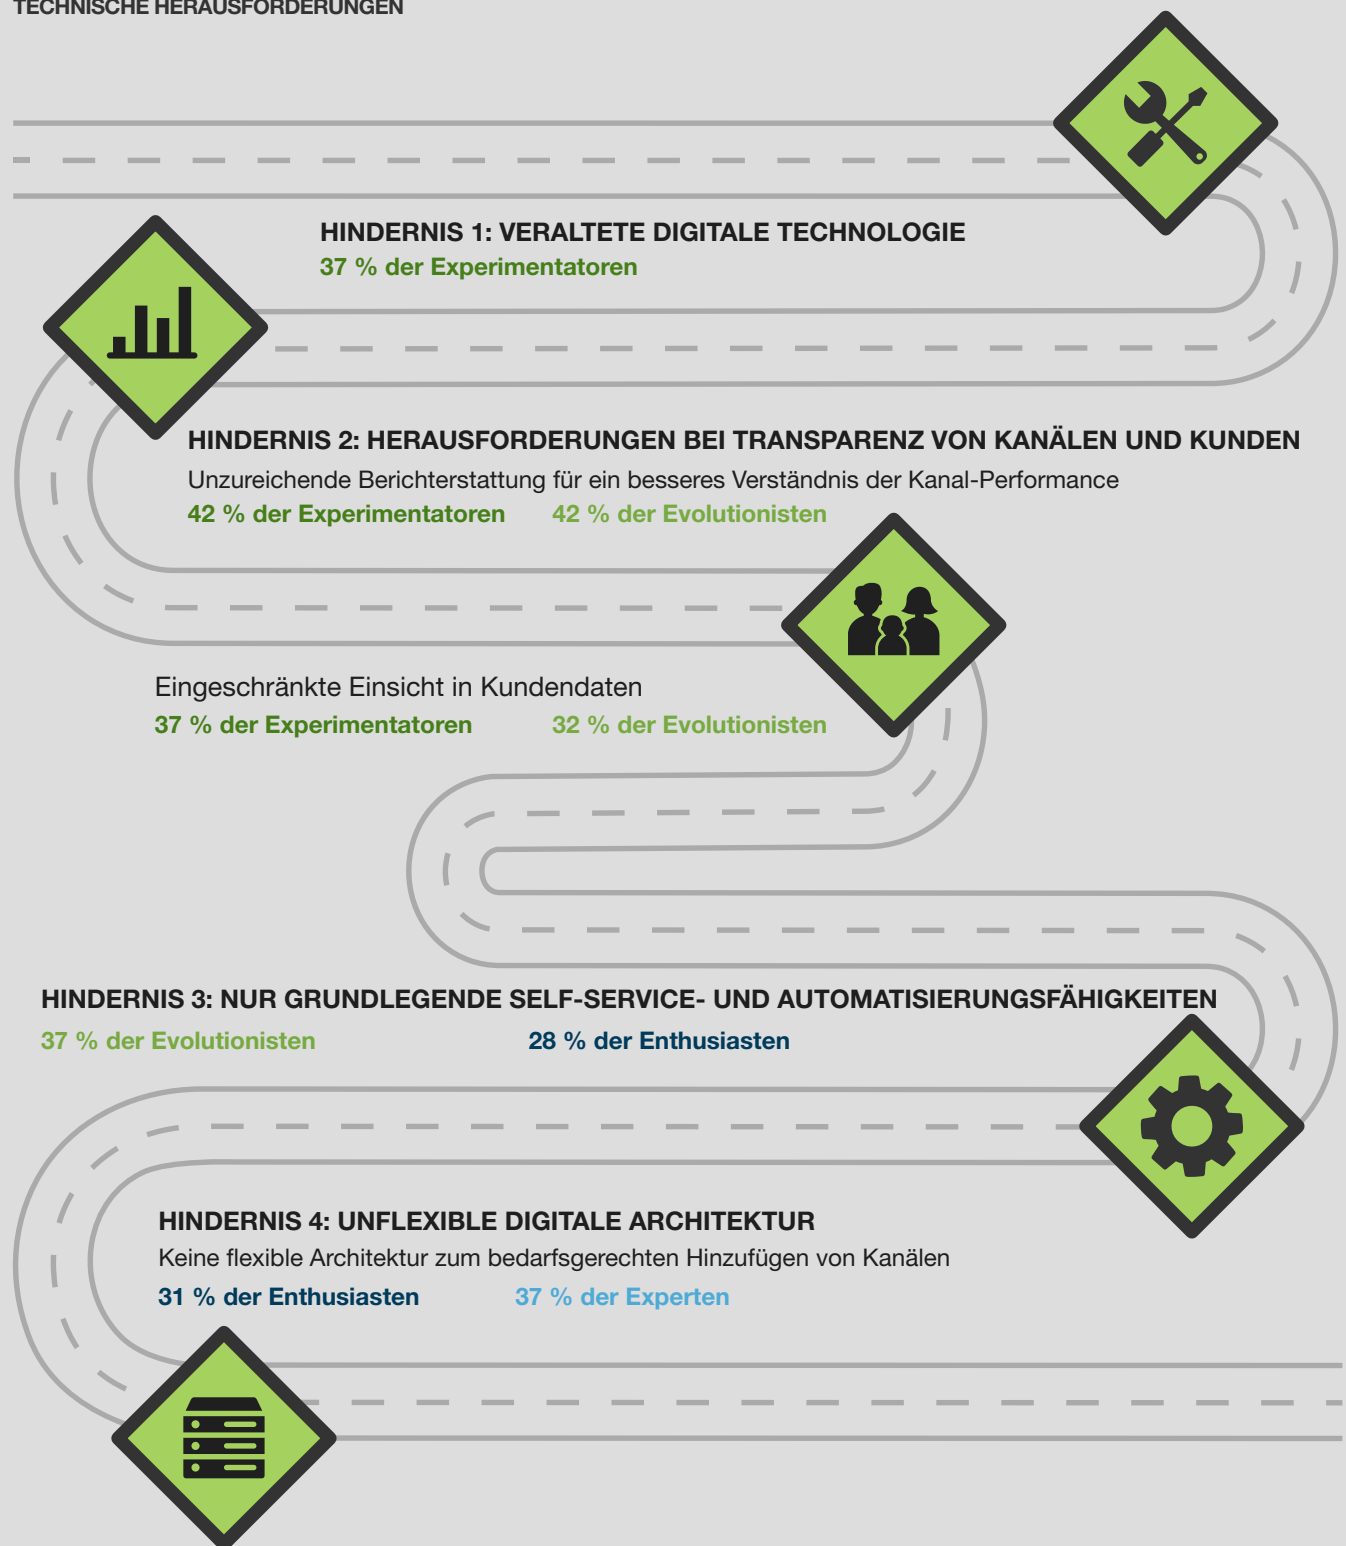 TECHNISCHE HERAUSFORDERUNGEN
HINDERNIS 1: VERALTETE DIGITALE TECHNOLOGIE
37 % der Experimentatoren
HINDERNIS 2: HERAUSFORDERUNGEN BEI TRANSPARENZ VON KANÄLEN UND KUNDEN
Unzureichende Berichterstattung für ein besseres Verständnis der Kanal-Performance
42 % der Experimentatoren 42 % der Evolutionisten
Eingeschränkte Einsicht in Kundendaten
37 % der Experimentatoren 32 % der Evolutionisten
HINDERNIS 3: NUR GRUNDLEGENDE SELF-SERVICE- UND AUTOMATISIERUNGSFÄHIGKEITEN
37 % der Evolutionisten 28 % der Enthusiasten
HINDERNIS 4: UNFLEXIBLE DIGITALE ARCHITEKTUR
Keine flexible Architektur zum bedarfsgerechten Hinzufügen von Kanälen
31 % der Enthusiasten 37 % der Experten